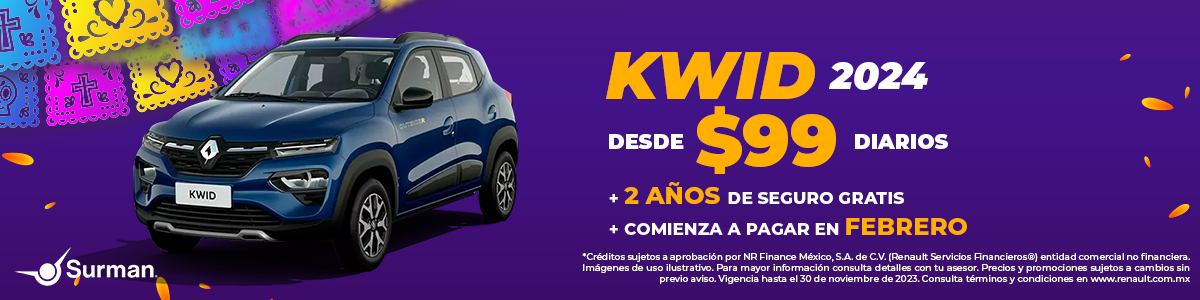 KWID 2024
DESDE $99 DIARIOS
+ 2 AÑOS DE SEGURO GRATIS
+ COMIENZA A PAGAR EN FEBRERO
OUTSIDER
KWID
Surman.
*Créditos sujetos a aprobación por NR Finance México, S.A. de C.V. (Renault Servicios Financieros®) entidad comercial no financiera.
Imágenes de uso ilustrativo. Para mayor información consulta detalles con tu asesor. Precios y promociones sujetos a cambios sin
previo aviso. Vigencia hasta el 30 de noviembre de 2023. Consulta términos y condiciones en www.renault.com.mx